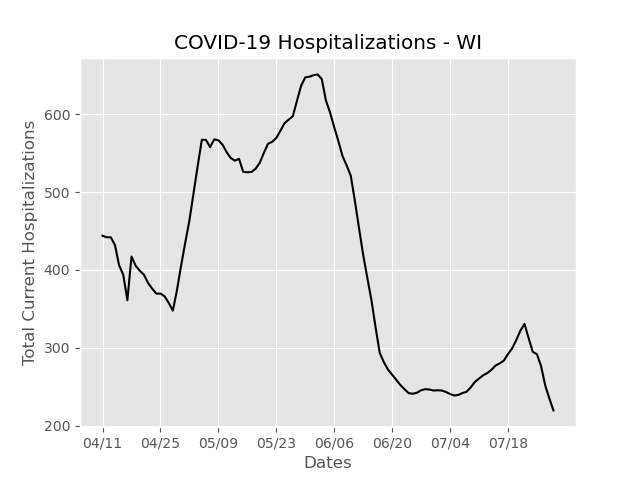 COVID-19 Hospitalizations - WI
Total Current Hospitalizations
600
500
400
300
200
04/11 04/25 05/09 05/23 06/06 06/20 07/04 07/18
Dates